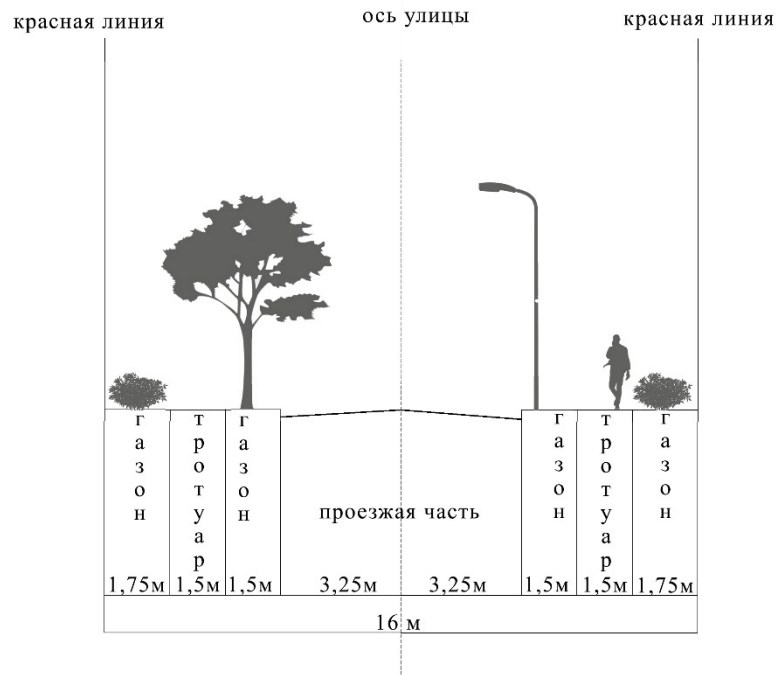 красная линия
ось улицы
красная линия
газон
тротуар
газон
проезжая часть
газон
тротуар
газон
1,75м
1,5м
1,5м
3,25м
3,25м
1,5м
1,5м
1,75м
16 м